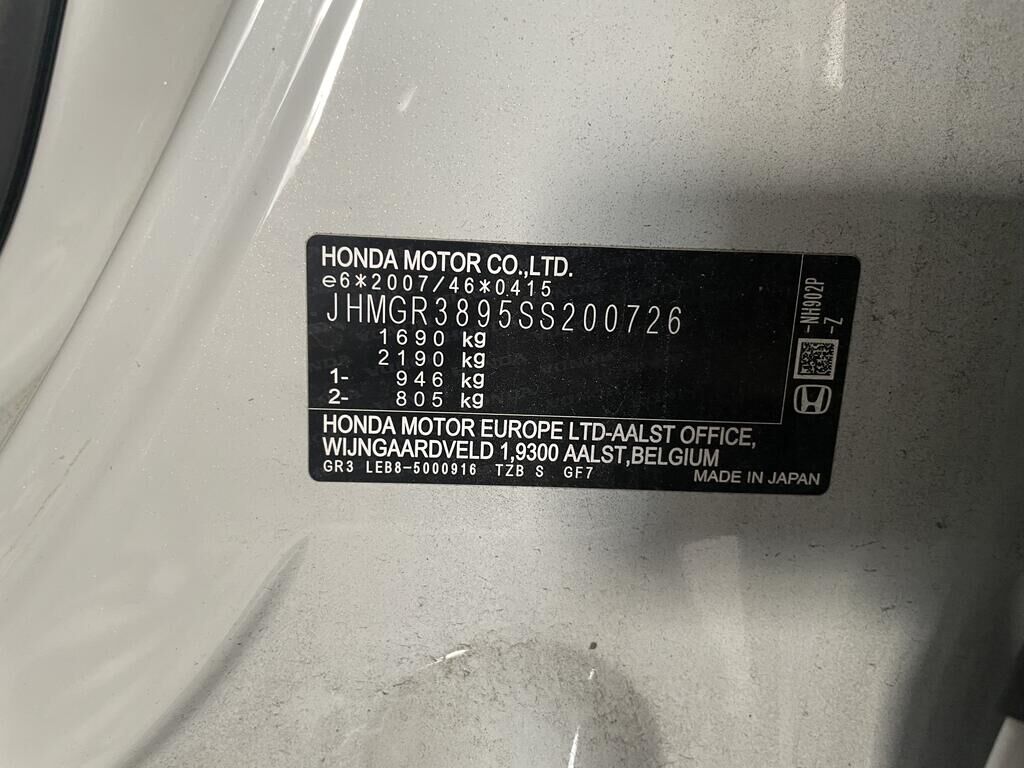 HONDA MOTOR CO.,LTD.
e6*2007/46*0415
JHMGR3895SS200726
1690 kg
2190 kg
1- 946 kg
2- 805 kg
HONDA MOTOR EUROPE LTD-AALST OFFICE,
WIJNGAARDVELD 1,9300 AALST,BELGIUM
GR3 LEB8-5000916 TZB S GF7
MADE IN JAPAN
-NH902P
-Z